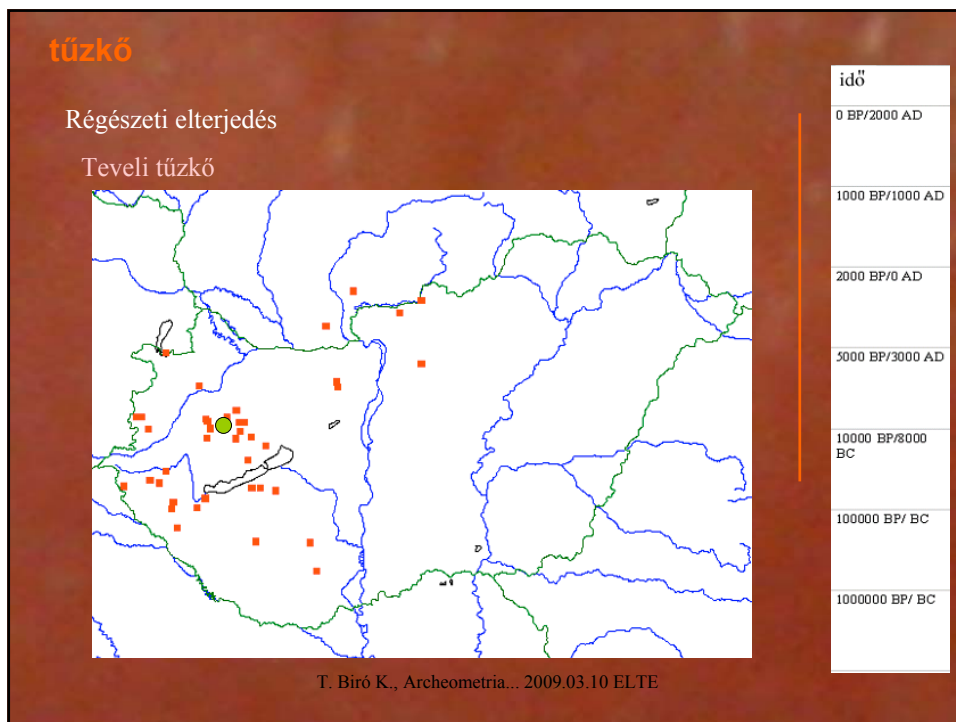 tűzkő
Régészeti elterjedés
Teveli tűzkő
T. Biró K., Archeometria... 2009.03.10 ELTE
idő
0 BP/2000 AD
1000 BP/1000 AD
2000 BP/0 AD
5000 BP/3000 AD
10000 BP/8000
BC
100000 BP/ BC
1000000 BP/ BC